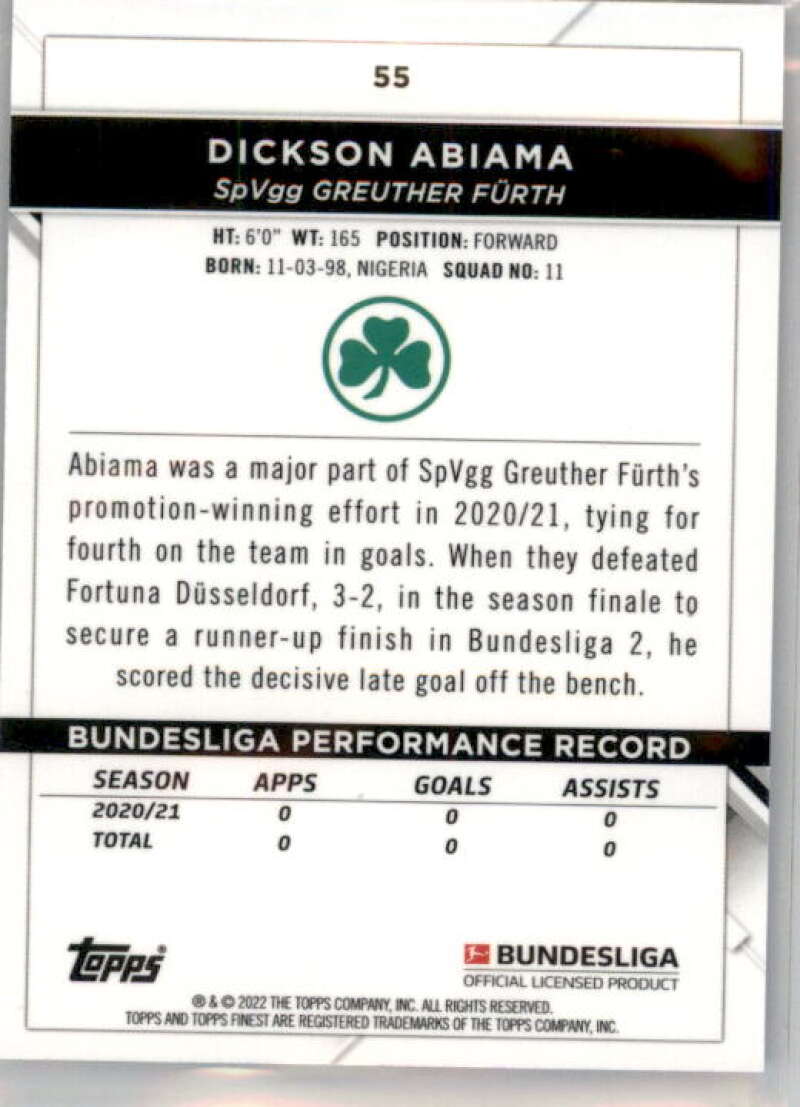 55
DICKSON ABIAMA
SpVgg GREUTHER FÜRTH
HT: 6'0" WT: 165 POSITION: FORWARD
BORN: 11-03-98, NIGERIA SQUAD NO: 11
Abiama was a major part of SpVgg Greuther Fürth's
promotion-winning effort in 2020/21, tying for
fourth on the team in goals. When they defeated
Fortuna Düsseldorf, 3-2, in the season finale to
secure a runner-up finish in Bundesliga 2, he
scored the decisive late goal off the bench.
BUNDESLIGA PERFORMANCE RECORD
SEASON APPS GOALS ASSISTS
2020/21 0 0 0
TOTAL 0 0 0
topps®
BUNDESLIGA
OFFICIAL LICENSED PRODUCT
® & © 2022 THE TOPPS COMPANY, INC. ALL RIGHTS RESERVED.
TOPPS AND TOPPS FINEST ARE REGISTERED TRADEMARKS OF THE TOPPS COMPANY, INC.